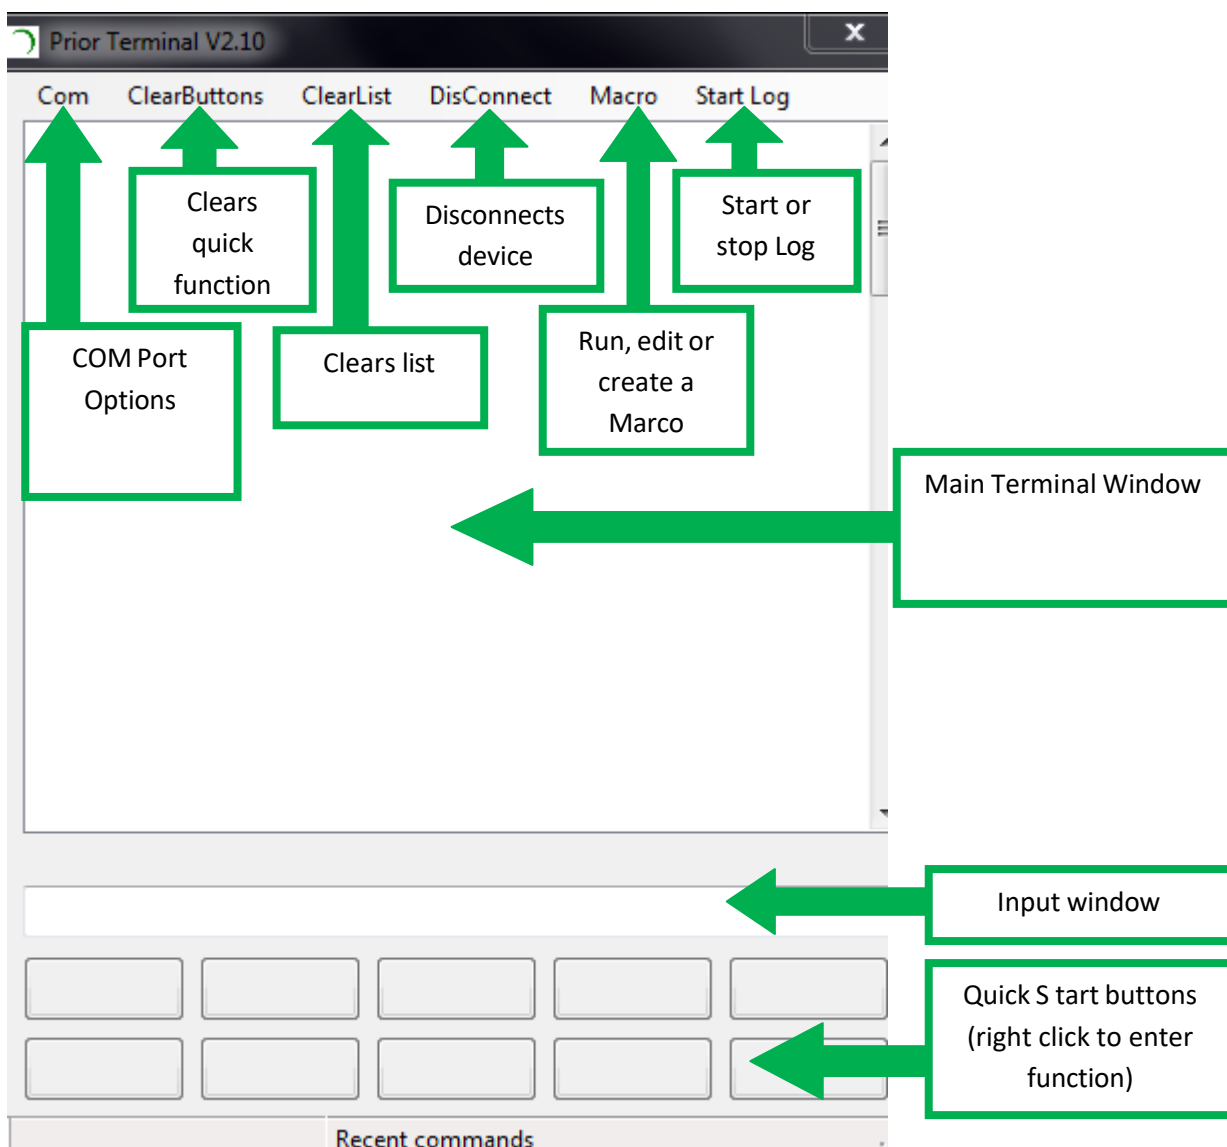 Prior Terminal V2.10
x
Com ClearButtons ClearList DisConnect Macro Start Log
Clears
quick
function
Disconnects
device
Start or
stop Log
COM Port
Options
Clears list
Run, edit or
create a
Marco
Main Terminal Window
Input window
Quick S tart buttons
(right click to enter
function)
Recent commands